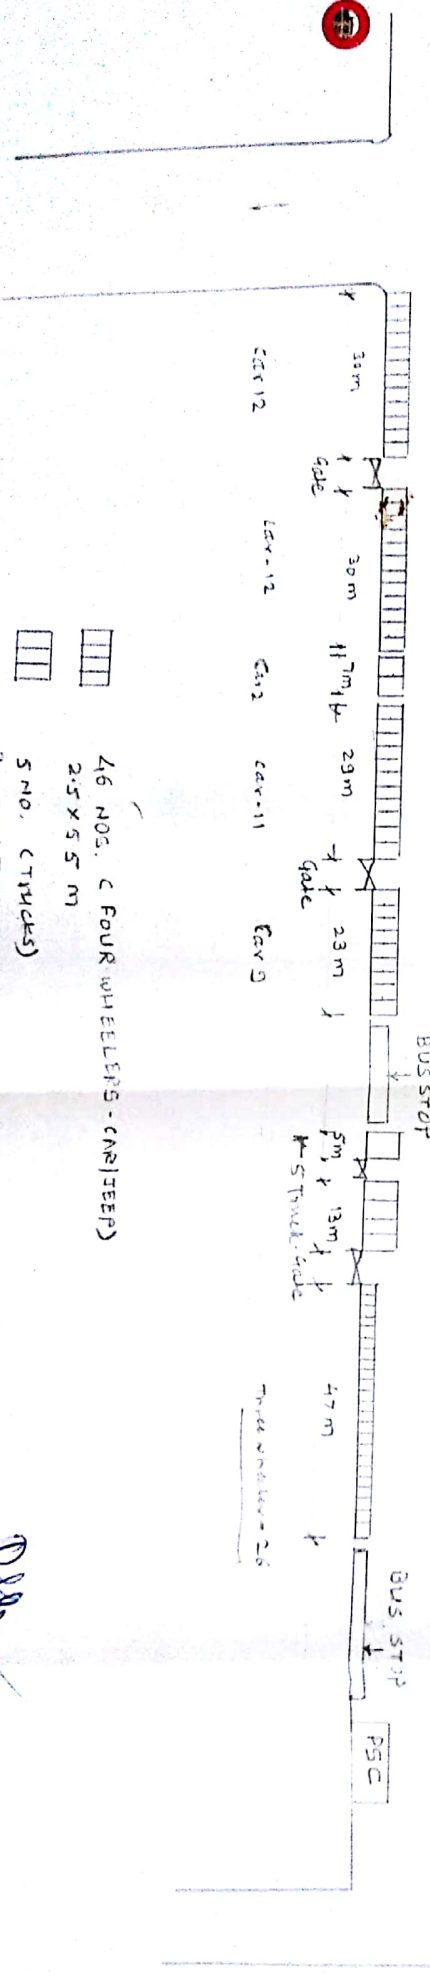 BUS STOP
BUS STOP
PSC
30m
Gate
30m
7m
29m
Gate
23m
5m
13m
47m
Car 12
Car-12
Car 2
Car-11
Car 9
5 Truck Gate
Three wheeler-26
46 NOS. (FOUR WHEELERS-CAR/JEEP)
2.5 X 5.5 M
5 NO. (TRUCKS)